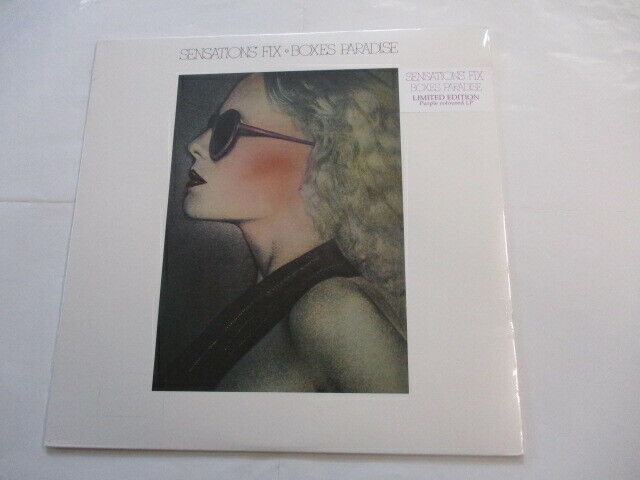 SENSATIONS' FIX • BOXES PARADISE
SENSATIONS' FIX
BOXES PARADISE
LIMITED EDITION
Purple coloured LP